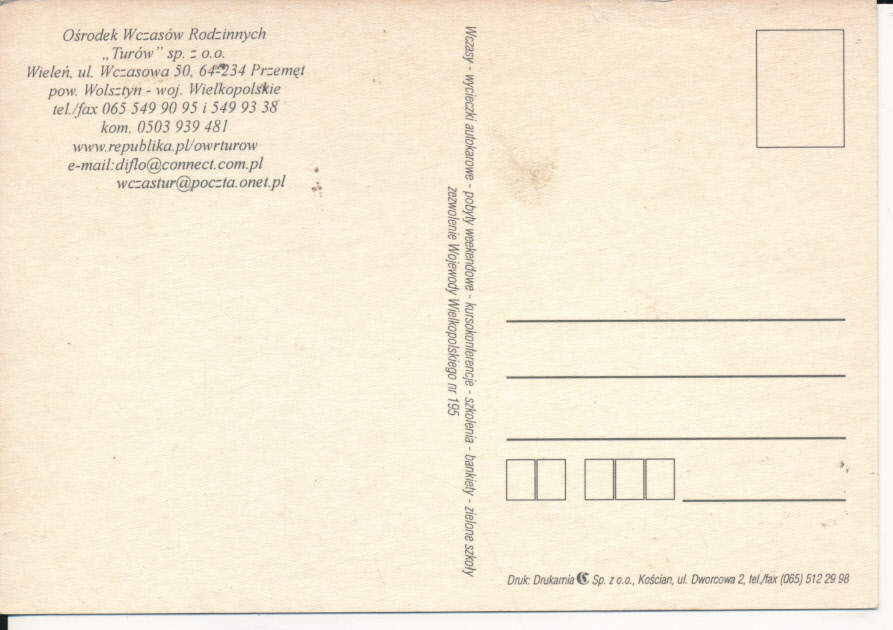 Ośrodek Wczasów Rodzinnych
„Turów” sp. z o.o.
Wieleń, ul. Wczasowa 50, 64-234 Przemęt
pow. Wolsztyn - woj. Wielkopolskie
tel./fax 065 549 90 95 i 549 93 38
kom. 0503 939 481
www.republika.pl/owrturow
e-mail:diflo@connect.com.pl
wczastur@poczta.onet.pl
Wczasy - wycieczki autokarowe - pobyty weekendowe - kursokonferencje - szkolenia - bankiety - zielone szkoły
zezwolenie Wojewody Wielkopolskiego nr 195
Druk: Drukarnia Sp. z o.o., Kościan, ul. Dworcowa 2, tel./fax (065) 512 29 98